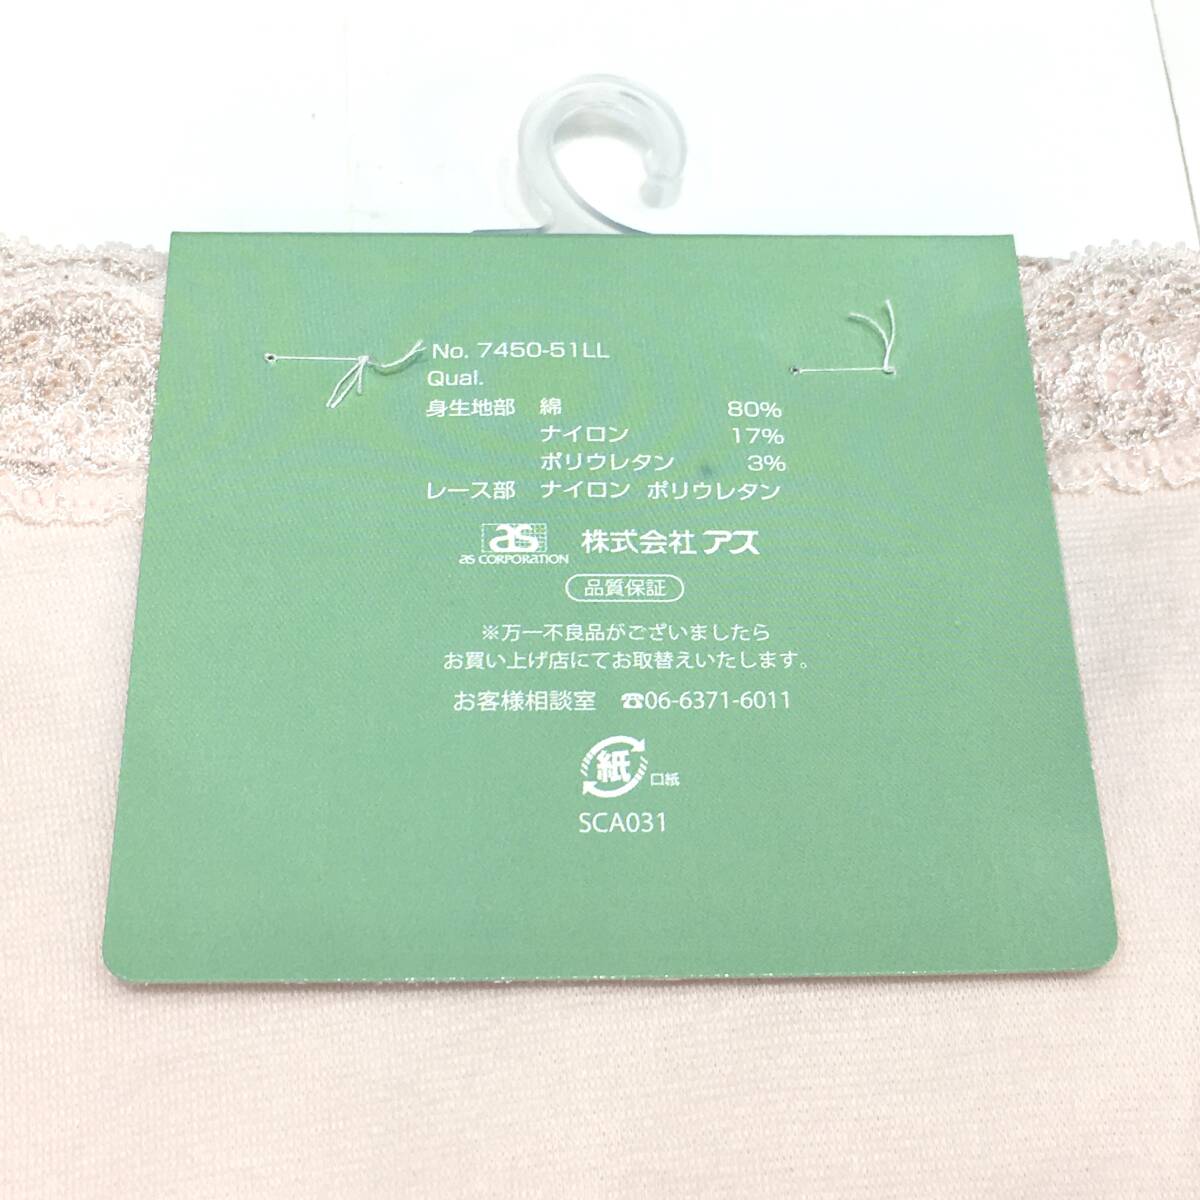 No. 7450-51LL
Qual.
身生地部 綿 80%
ナイロン 17%
ポリウレタン 3%
レース部 ナイロン ポリウレタン
as
as CORPORATION 株式会社 アス
品質保証
※万一不良品がございましたら
お買い上げ店にてお取替えいたします。
お客様相談室 ☎06-6371-6011
紙 口紙
SCA031